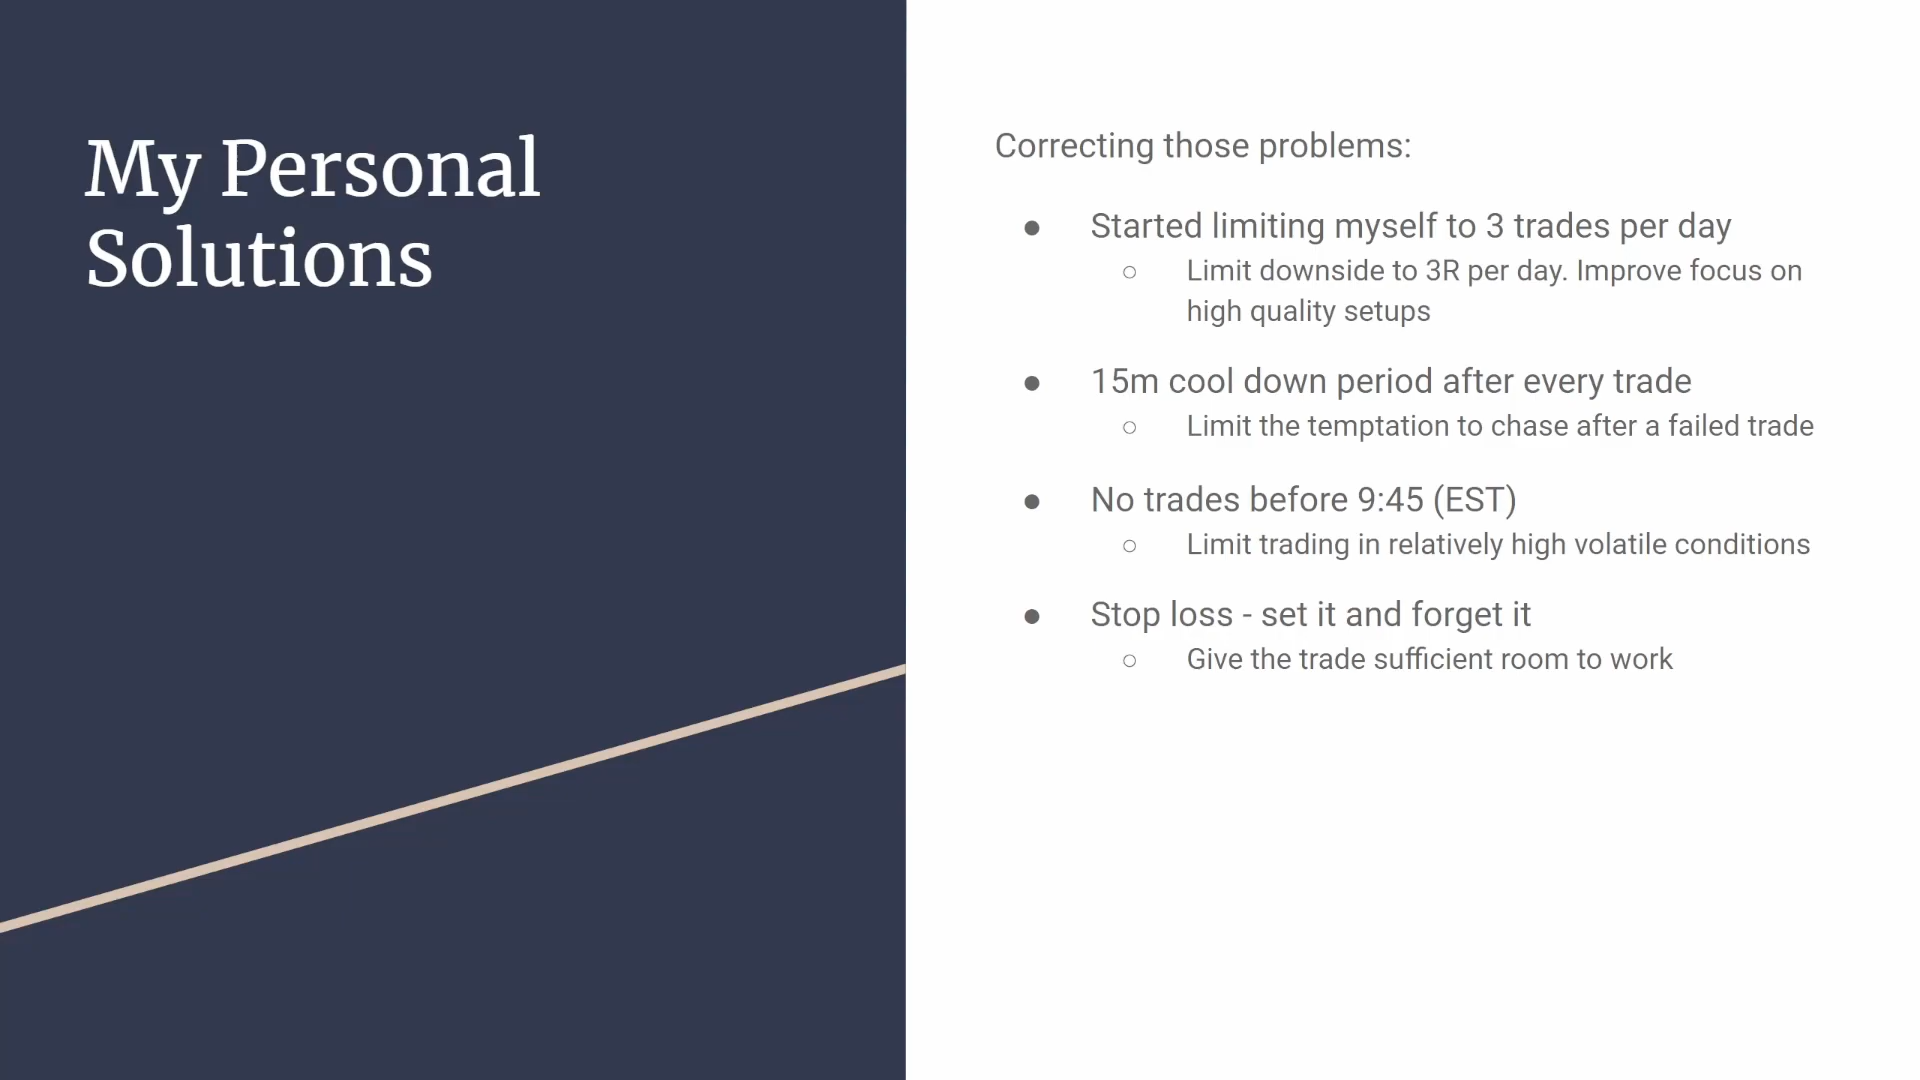 My Personal
Solutions
Correcting those problems:
● Started limiting myself to 3 trades per day
○ Limit downside to 3R per day. Improve focus on
high quality setups
● 15m cool down period after every trade
○ Limit the temptation to chase after a failed trade
● No trades before 9:45 (EST)
○ Limit trading in relatively high volatile conditions
● Stop loss - set it and forget it
○ Give the trade sufficient room to work